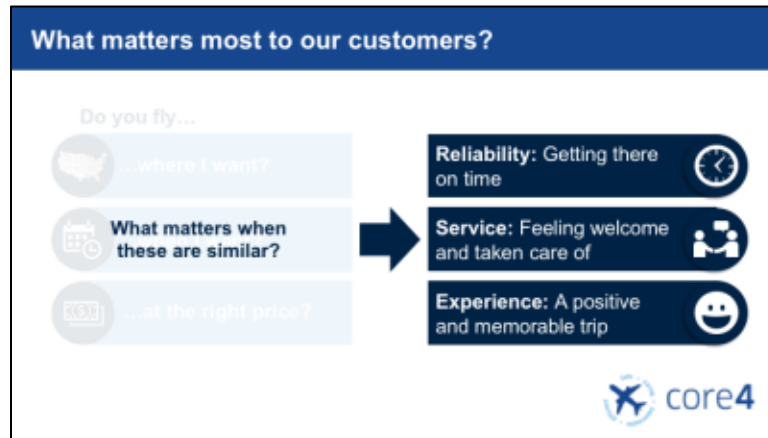 What matters most to our customers?
Do you fly...
...where I want?
What matters when
these are similar?
...at the right price?
Reliability: Getting there
on time
Service: Feeling welcome
and taken care of
Experience: A positive
and memorable trip
core4